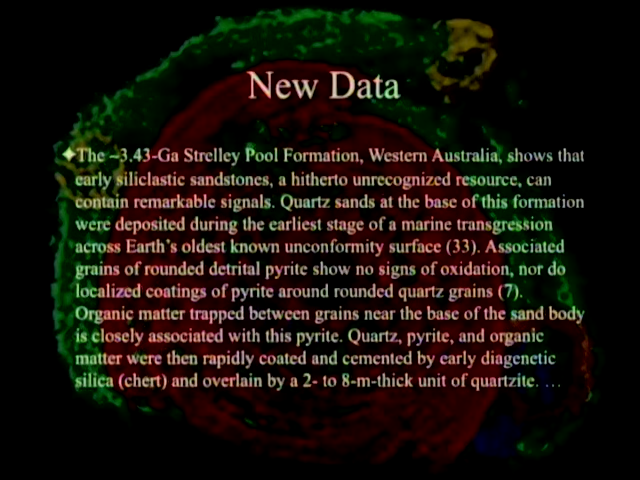 New Data
✦The ~3.43-Ga Strelley Pool Formation, Western Australia, shows that
early siliclastic sandstones, a hitherto unrecognized resource, can
contain remarkable signals. Quartz sands at the base of this formation
were deposited during the earliest stage of a marine transgression
across Earth's oldest known unconformity surface (33). Associated
grains of rounded detrital pyrite show no signs of oxidation, nor do
localized coatings of pyrite around rounded quartz grains (7).
Organic matter trapped between grains near the base of the sand body
is closely associated with this pyrite. Quartz, pyrite, and organic
matter were then rapidly coated and cemented by early diagenetic
silica (chert) and overlain by a 2- to 8-m-thick unit of quartzite. …